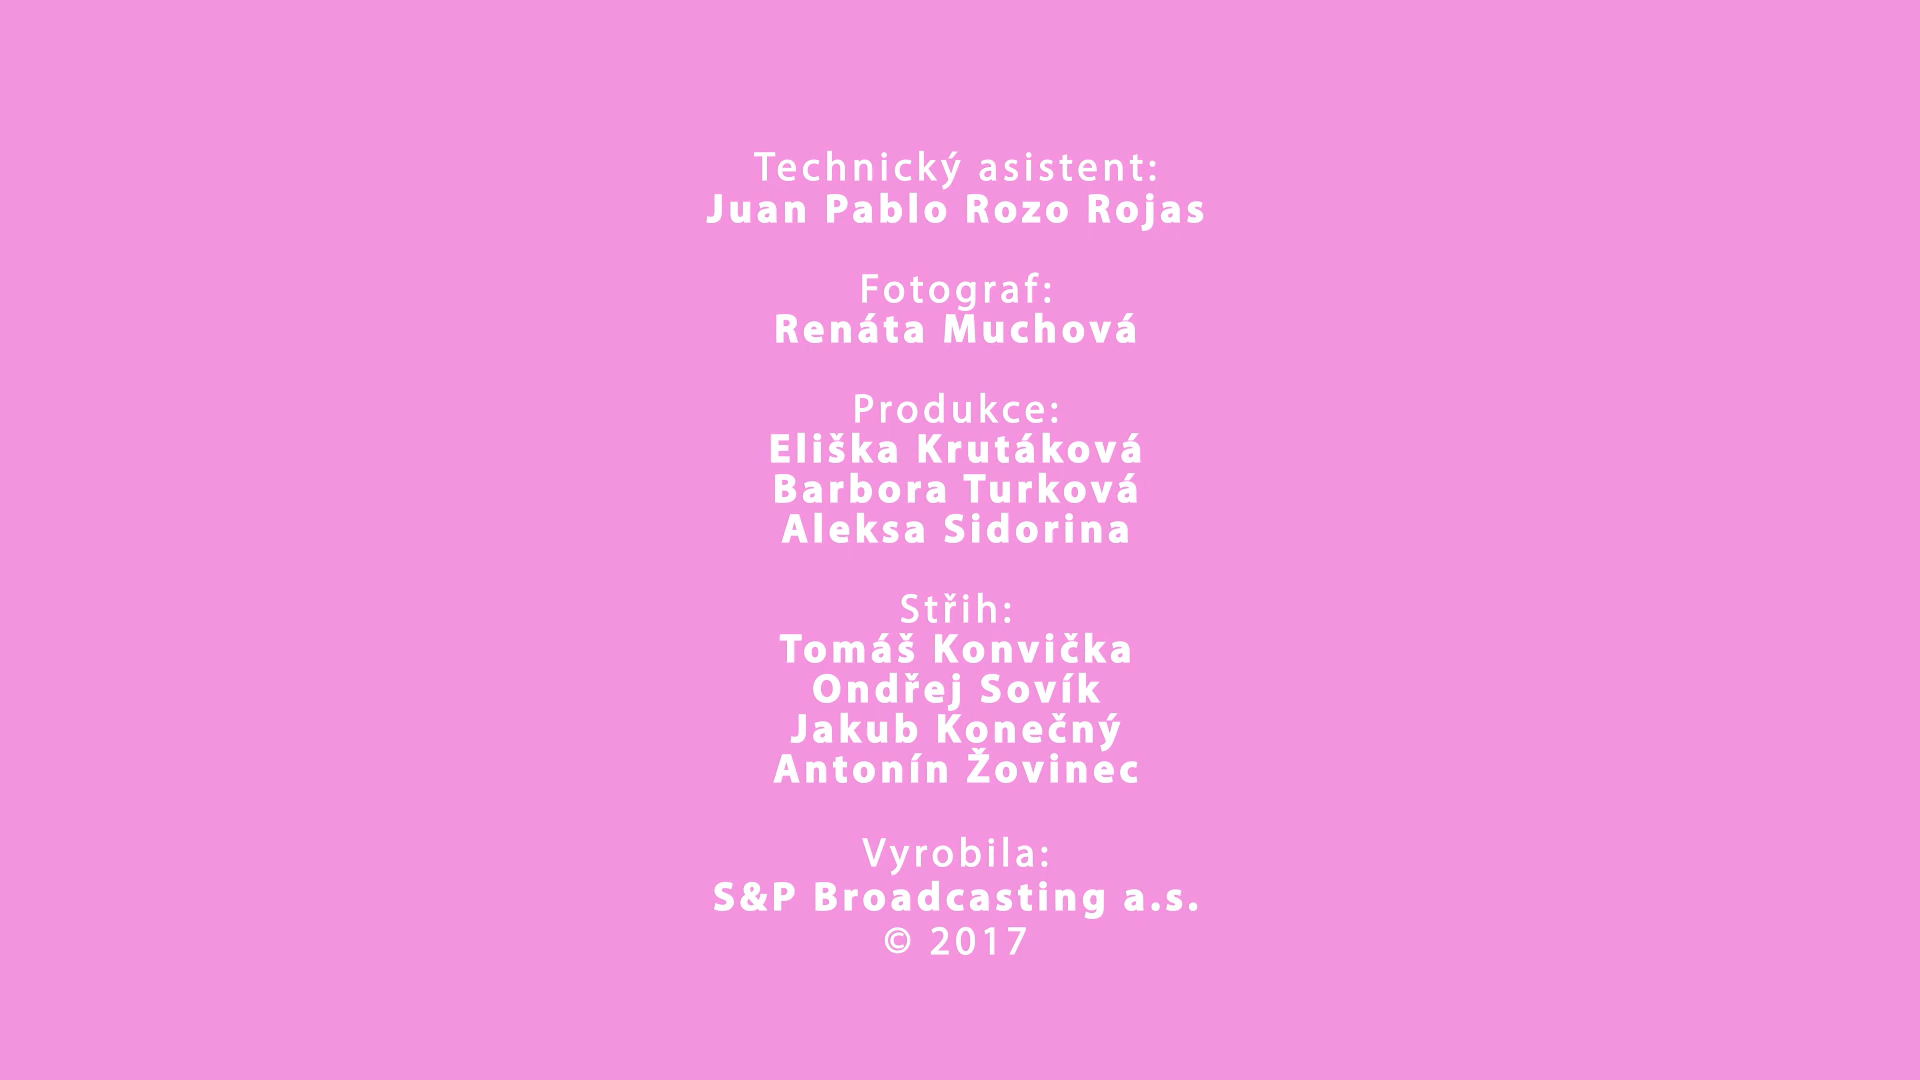 Technický asistent:
Juan Pablo Rozo Rojas
Fotograf:
Renáta Muchová
Produkce:
Eliška Krutáková
Barbora Turková
Aleksa Sidorina
Střih:
Tomáš Konvička
Ondřej Sovík
Jakub Konečný
Antonín Žovinec
Vyrobila:
S&P Broadcasting a.s.
© 2017